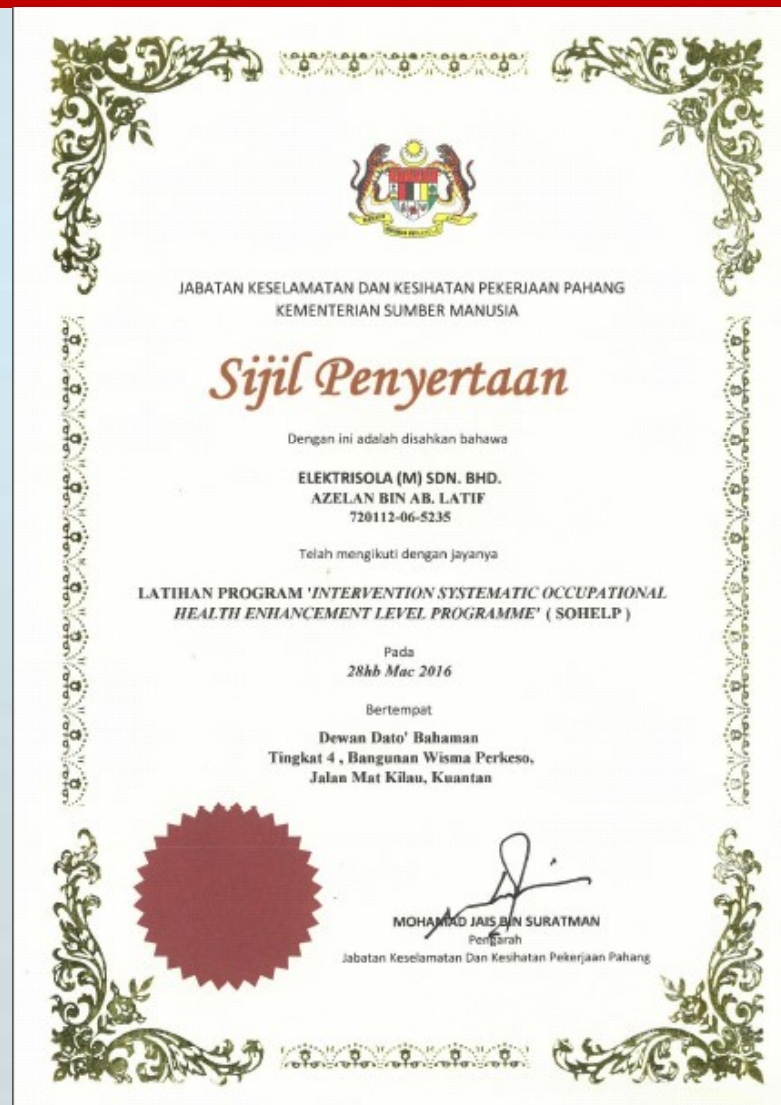 JABATAN KESELAMATAN DAN KESIHATAN PEKERJAAN PAHANG
KEMENTERIAN SUMBER MANUSIA
Sijil Penyertaan
Dengan ini adalah disahkan bahawa
ELEKTRISOLA (M) SDN. BHD.
AZELAN BIN AB. LATIF
720112-06-5235
Telah mengikuti dengan jayanya
LATIHAN PROGRAM 'INTERVENTION SYSTEMATIC OCCUPATIONAL
HEALTH ENHANCEMENT LEVEL PROGRAMME' ( SOHELP )
Pada
28hb Mac 2016
Bertempat
Dewan Dato' Bahaman
Tingkat 4 , Bangunan Wisma Perkeso,
Jalan Mat Kilau, Kuantan
MOHAMAD JAIS BIN SURATMAN
Pengarah
Jabatan Keselamatan Dan Kesihatan Pekerjaan Pahang